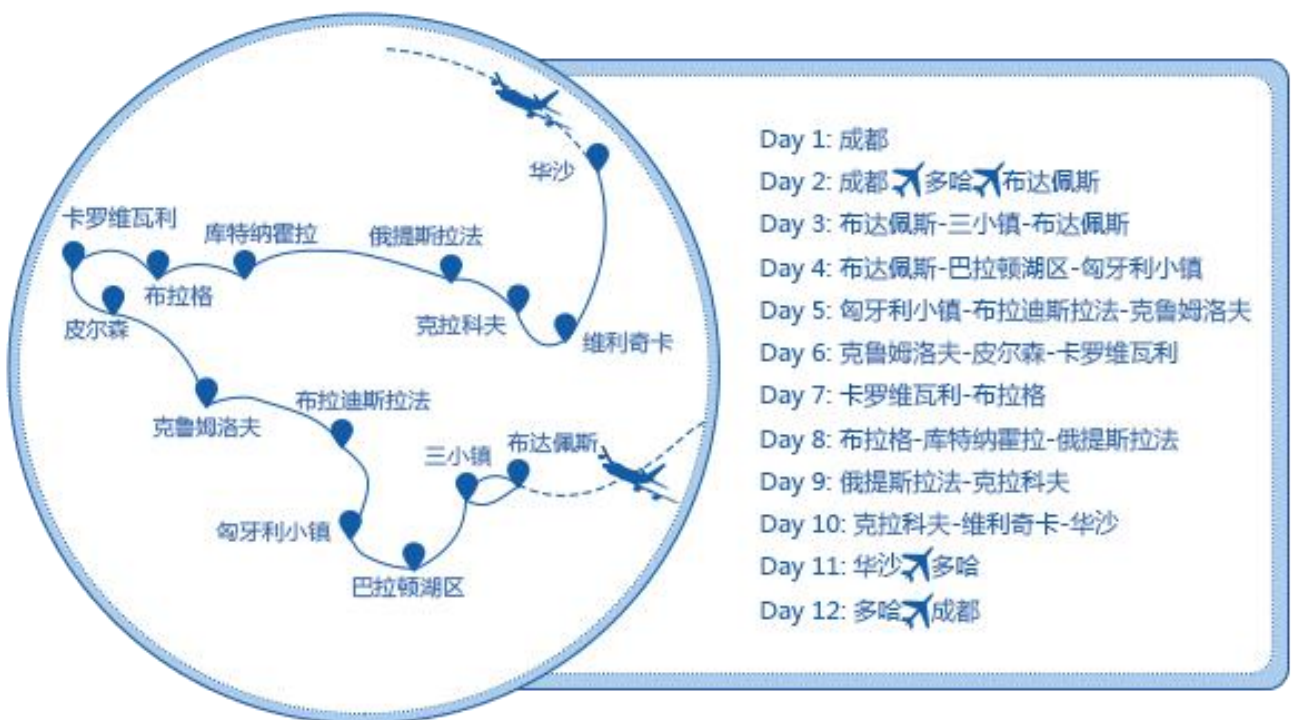 华沙
卡罗维瓦利
库特纳霍拉
俄提斯拉法
布拉格
皮尔森
克拉科夫
维利奇卡
克鲁姆洛夫
布拉迪斯拉法
三小镇
布达佩斯
匈牙利小镇
巴拉顿湖区
Day 1: 成都
Day 2: 成都 多哈 布达佩斯
Day 3: 布达佩斯-三小镇-布达佩斯
Day 4: 布达佩斯-巴拉顿湖区-匈牙利小镇
Day 5: 匈牙利小镇-布拉迪斯拉法-克鲁姆洛夫
Day 6: 克鲁姆洛夫-皮尔森-卡罗维瓦利
Day 7: 卡罗维瓦利-布拉格
Day 8: 布拉格-库特纳霍拉-俄提斯拉法
Day 9: 俄提斯拉法-克拉科夫
Day 10: 克拉科夫-维利奇卡-华沙
Day 11: 华沙 多哈
Day 12: 多哈 成都